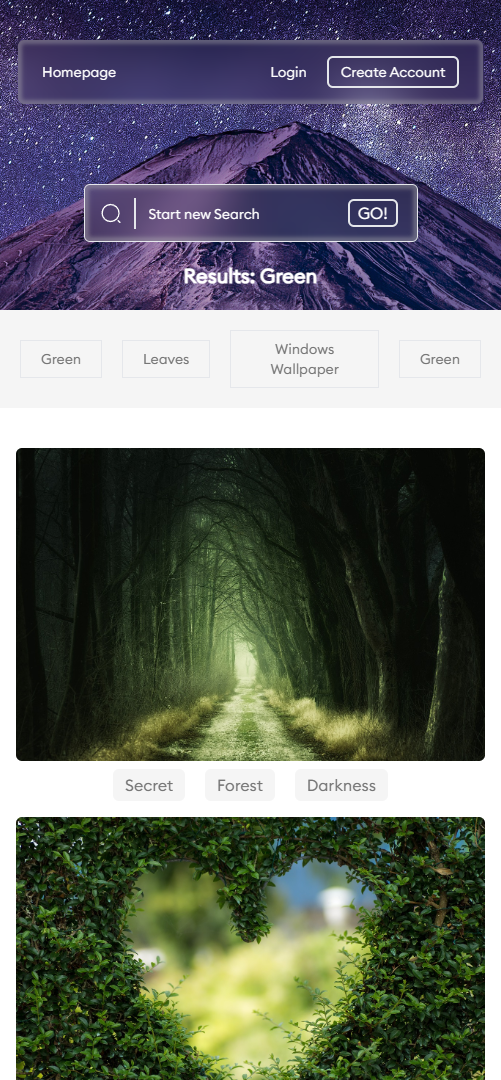 Homepage
Login
Create Account
Start new Search
GO!
Results: Green
Green
Leaves
Windows
Wallpaper
Green
Secret
Forest
Darkness